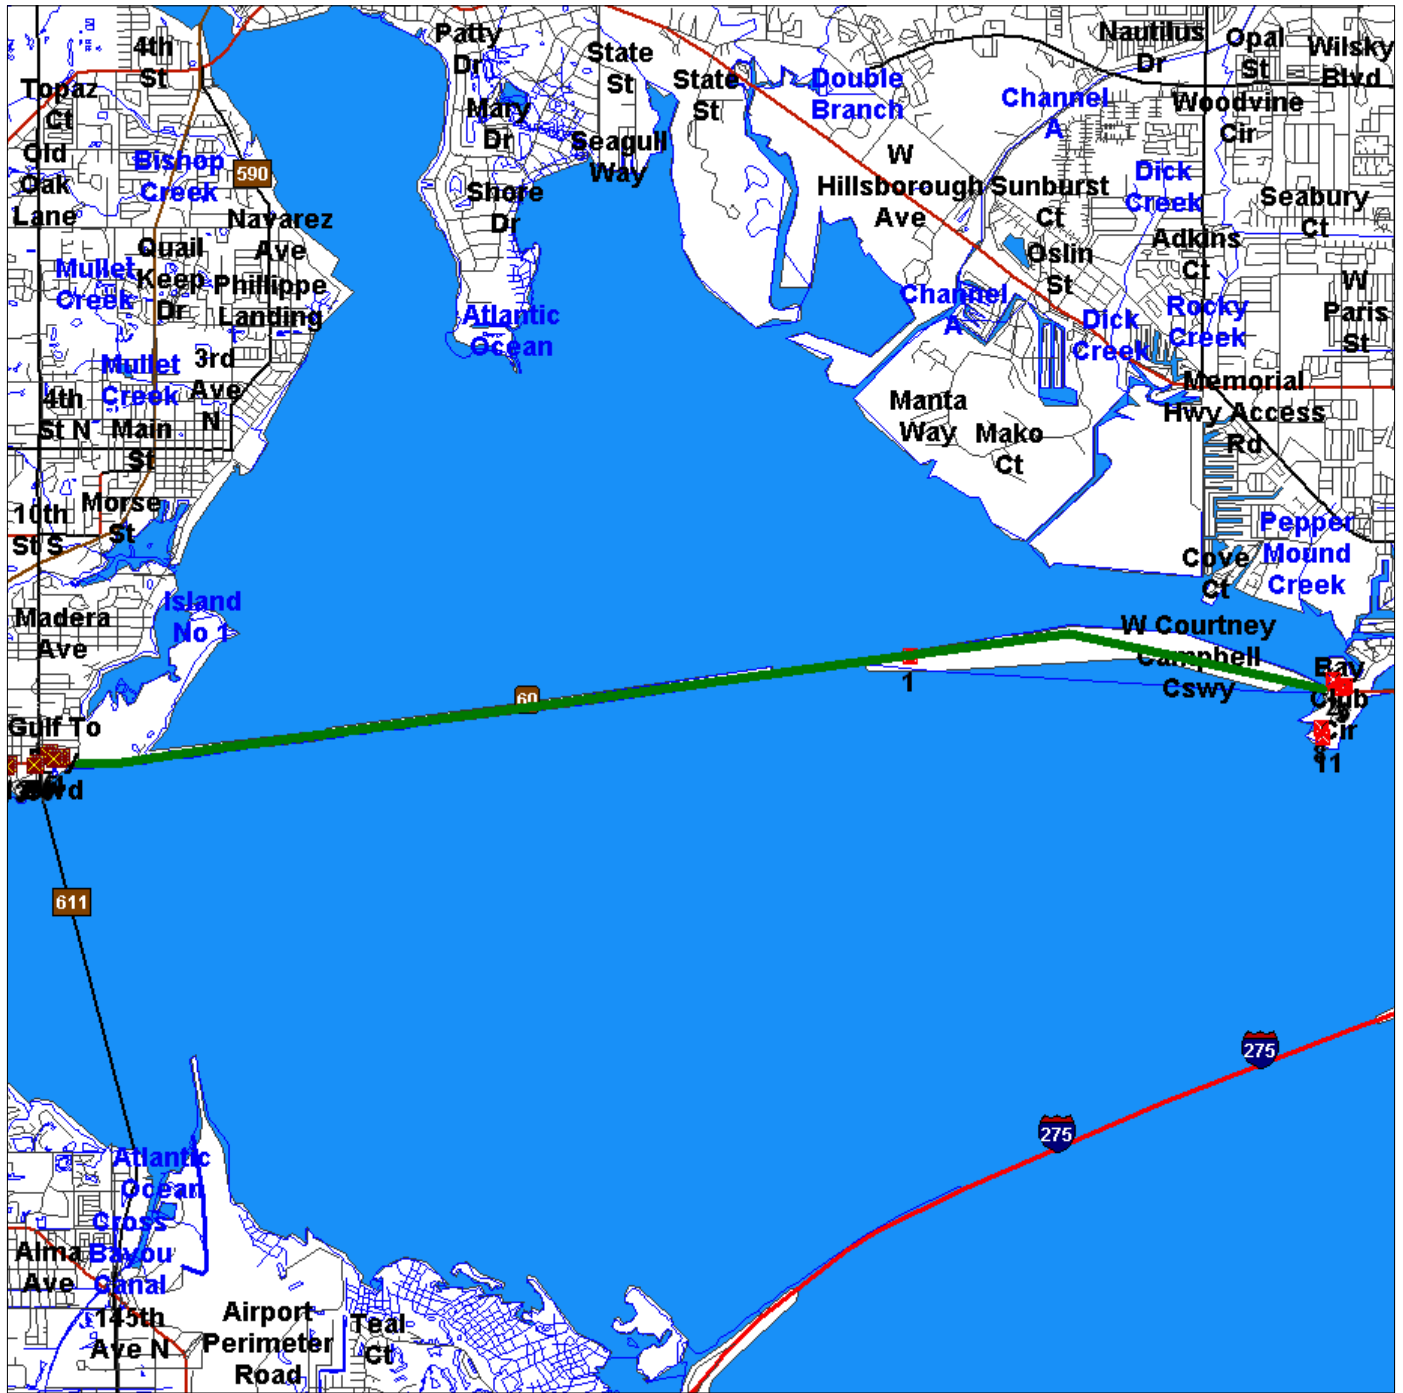 4th
St
Patty
Dr
State
St
State
St
Double
Branch
Nautilus
Dr
Opal
St
Wilsky
Blvd
Topaz
Ct
Mary
Dr
Channel
A
Woodvine
Cir
Old
Oak
Lane
Bishop
Creek
590
Seagull
Way
W
Hillsborough
Ave
Sunburst
Ct
Dick
Creek
Seabury
Ct
Shore
Dr
Navarez
Ave
Quail
Keep
Dr
Mullet
Creek
Phillippe
Landing
Oslin
St
Adkins
Ct
W
Paris
St
Atlantic
Ocean
Channel
A
Dick
Creek
Rocky
Creek
Mullet
Creek
3rd
Ave
N
4th
St N
Main
St
Manta
Way
Mako
Ct
Memorial
Hwy Access
Rd
10th
St S
Morse
St
Pepper
Mound
Creek
Cove
Ct
Island
No 1
Madera
Ave
W Courtney
Campbell
Cswy
1
60
Bay
Club
Cir
11
Gulf To
611
275
275
Atlantic
Ocean
Cross
Bayou
Canal
Alma
Ave
145th
Ave N
Airport
Perimeter
Road
Teal
Ct